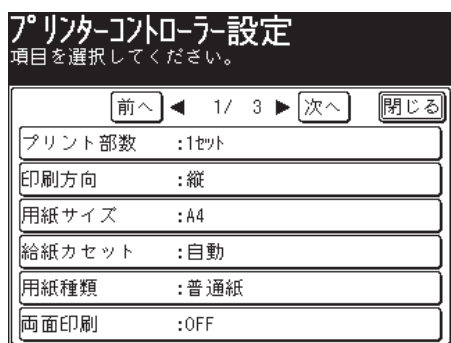 プリンターコントローラー設定
項目を選択してください。
前へ ◀ 1/ 3 ▶ 次へ 閉じる
プリント部数 :1セット
印刷方向 :縦
用紙サイズ :A4
給紙カセット :自動
用紙種類 :普通紙
両面印刷 :OFF